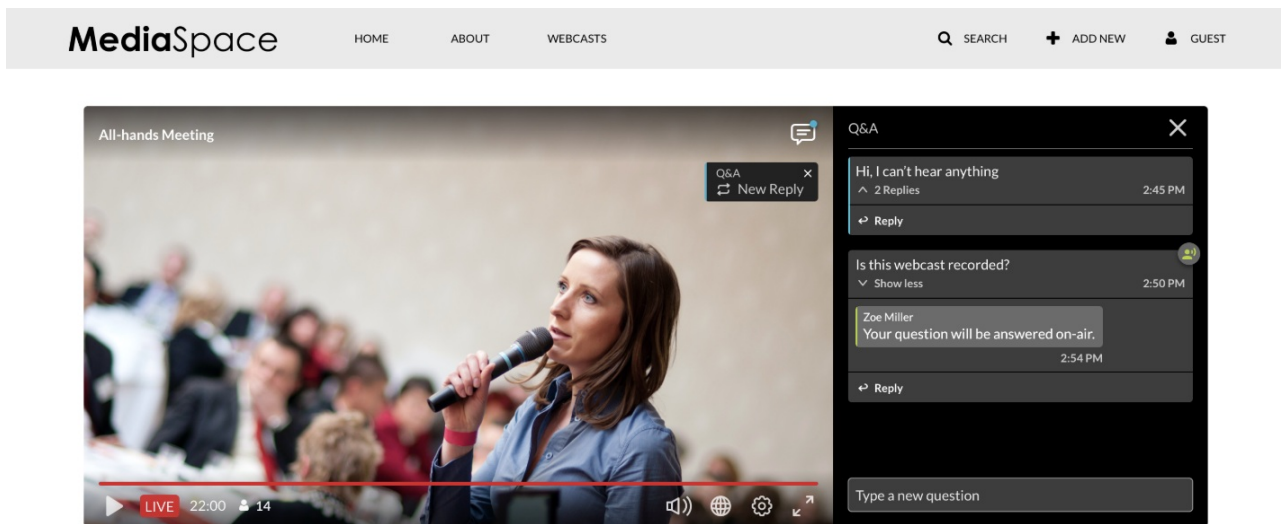 MediaSpace HOME ABOUT WEBCASTS SEARCH ADD NEW GUEST
All-hands Meeting
Q&A
New Reply
LIVE 22:00 14
Q&A
Hi, I can't hear anything
2 Replies 2:45 PM
Reply
Is this webcast recorded?
Show less 2:50 PM
Zoe Miller
Your question will be answered on-air.
2:54 PM
Reply
Type a new question